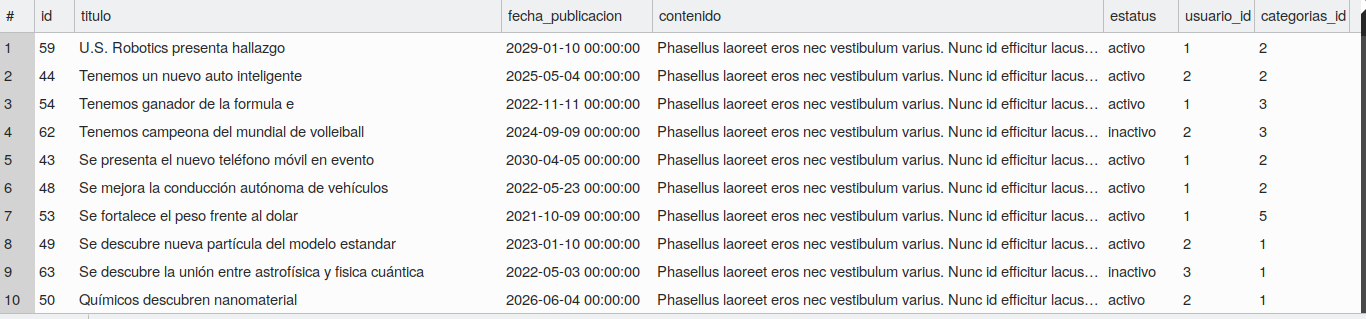 # id titulo fecha_publicacion contenido estatus usuario_id categorias_id
1 59 U.S. Robotics presenta hallazgo 2029-01-10 00:00:00 Phasellus laoreet eros nec vestibulum varius. Nunc id efficitur lacus… activo 1 2
2 44 Tenemos un nuevo auto inteligente 2025-05-04 00:00:00 Phasellus laoreet eros nec vestibulum varius. Nunc id efficitur lacus… activo 2 2
3 54 Tenemos ganador de la formula e 2022-11-11 00:00:00 Phasellus laoreet eros nec vestibulum varius. Nunc id efficitur lacus… activo 1 3
4 62 Tenemos campeona del mundial de volleiball 2024-09-09 00:00:00 Phasellus laoreet eros nec vestibulum varius. Nunc id efficitur lacus… inactivo 2 3
5 43 Se presenta el nuevo teléfono móvil en evento 2030-04-05 00:00:00 Phasellus laoreet eros nec vestibulum varius. Nunc id efficitur lacus… activo 1 2
6 48 Se mejora la conducción autónoma de vehículos 2022-05-23 00:00:00 Phasellus laoreet eros nec vestibulum varius. Nunc id efficitur lacus… activo 1 2
7 53 Se fortalece el peso frente al dolar 2021-10-09 00:00:00 Phasellus laoreet eros nec vestibulum varius. Nunc id efficitur lacus… activo 1 5
8 49 Se descubre nueva partícula del modelo estandar 2023-01-10 00:00:00 Phasellus laoreet eros nec vestibulum varius. Nunc id efficitur lacus… activo 2 1
9 63 Se descubre la unión entre astrofísica y fisica cuántica 2022-05-03 00:00:00 Phasellus laoreet eros nec vestibulum varius. Nunc id efficitur lacus… inactivo 3 1
10 50 Químicos descubren nanomaterial 2026-06-04 00:00:00 Phasellus laoreet eros nec vestibulum varius. Nunc id efficitur lacus… activo 2 1